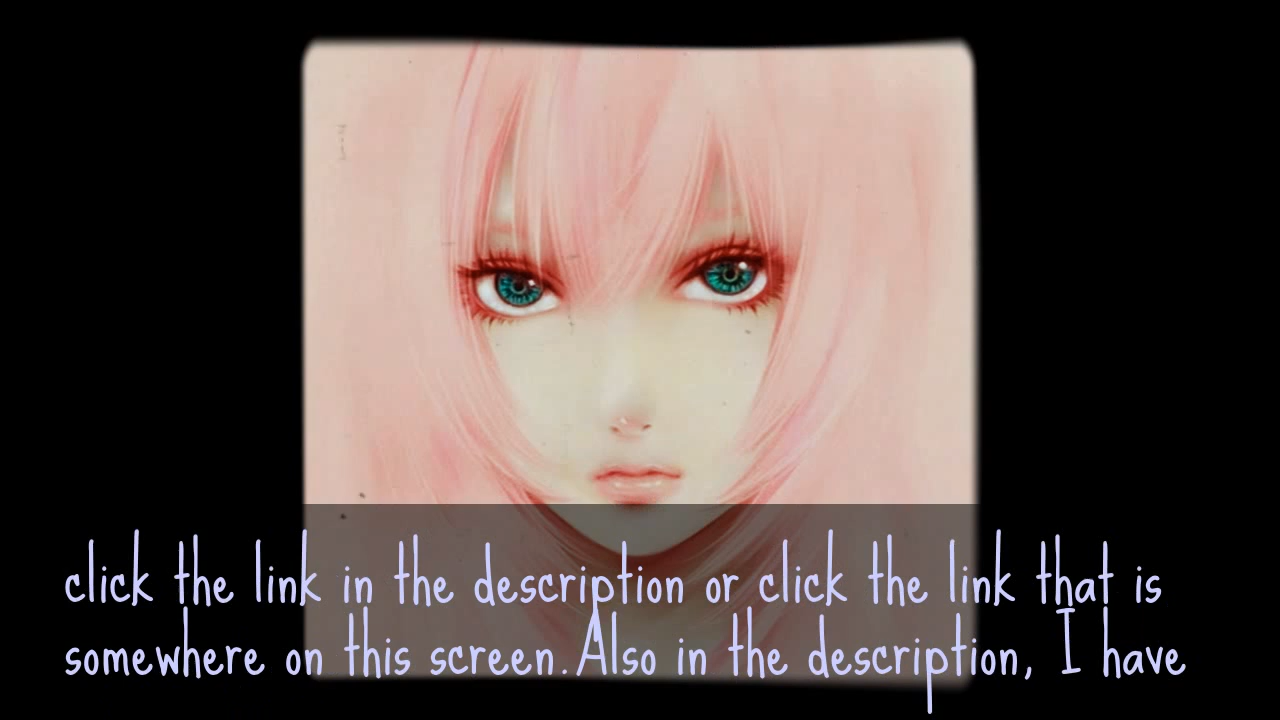 click the link in the description or click the link that is
somewhere on this screen. Also in the description, I have